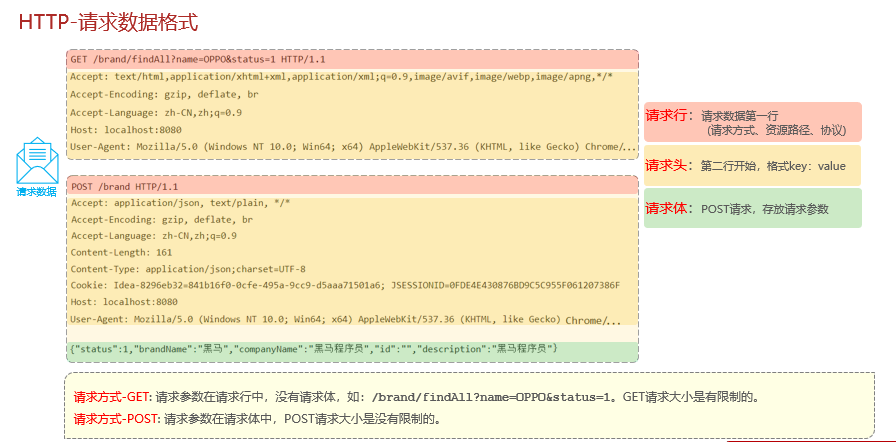 HTTP-请求数据格式
GET /brand/findAll?name=OPPO&status=1 HTTP/1.1
Accept: text/html,application/xhtml+xml,application/xml;q=0.9,image/avif,image/webp,image/apng,*/*
Accept-Encoding: gzip, deflate, br
Accept-Language: zh-CN,zh;q=0.9
Host: localhost:8080
User-Agent: Mozilla/5.0 (Windows NT 10.0; Win64; x64) AppleWebKit/537.36 (KHTML, like Gecko) Chrome/...
请求数据
POST /brand HTTP/1.1
Accept: application/json, text/plain, */*
Accept-Encoding: gzip, deflate, br
Accept-Language: zh-CN,zh;q=0.9
Content-Length: 161
Content-Type: application/json;charset=UTF-8
Cookie: Idea-8296eb32=841b16f0-0cfe-495a-9cc9-d5aaa71501a6; JSESSIONID=0FDE4E430876BD9C5C955F061207386F
Host: localhost:8080
User-Agent: Mozilla/5.0 (Windows NT 10.0; Win64; x64) AppleWebKit/537.36 (KHTML, like Gecko) Chrome/...
{"status":1,"brandName":"黑马","companyName":"黑马程序员","id":"","description":"黑马程序员"}
请求行：请求数据第一行
(请求方式、资源路径、协议)
请求头：第二行开始，格式key：value
请求体：POST请求，存放请求参数
请求方式-GET: 请求参数在请求行中，没有请求体，如：/brand/findAll?name=OPPO&status=1。GET请求大小是有限制的。
请求方式-POST: 请求参数在请求体中，POST请求大小是没有限制的。